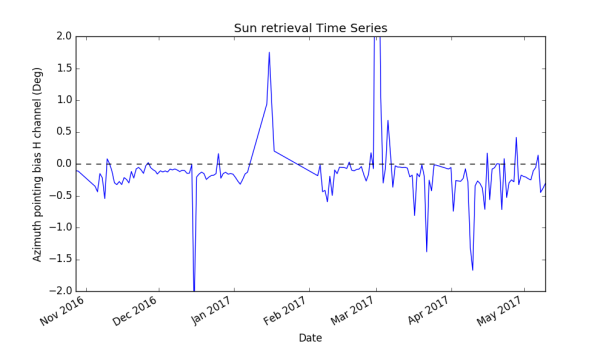 Sun retrieval Time Series
Azimuth pointing bias H channel (Deg)
2.0
1.5
1.0
0.5
0.0
−0.5
−1.0
−1.5
−2.0
Nov 2016
Dec 2016
Jan 2017
Feb 2017
Mar 2017
Apr 2017
May 2017
Date